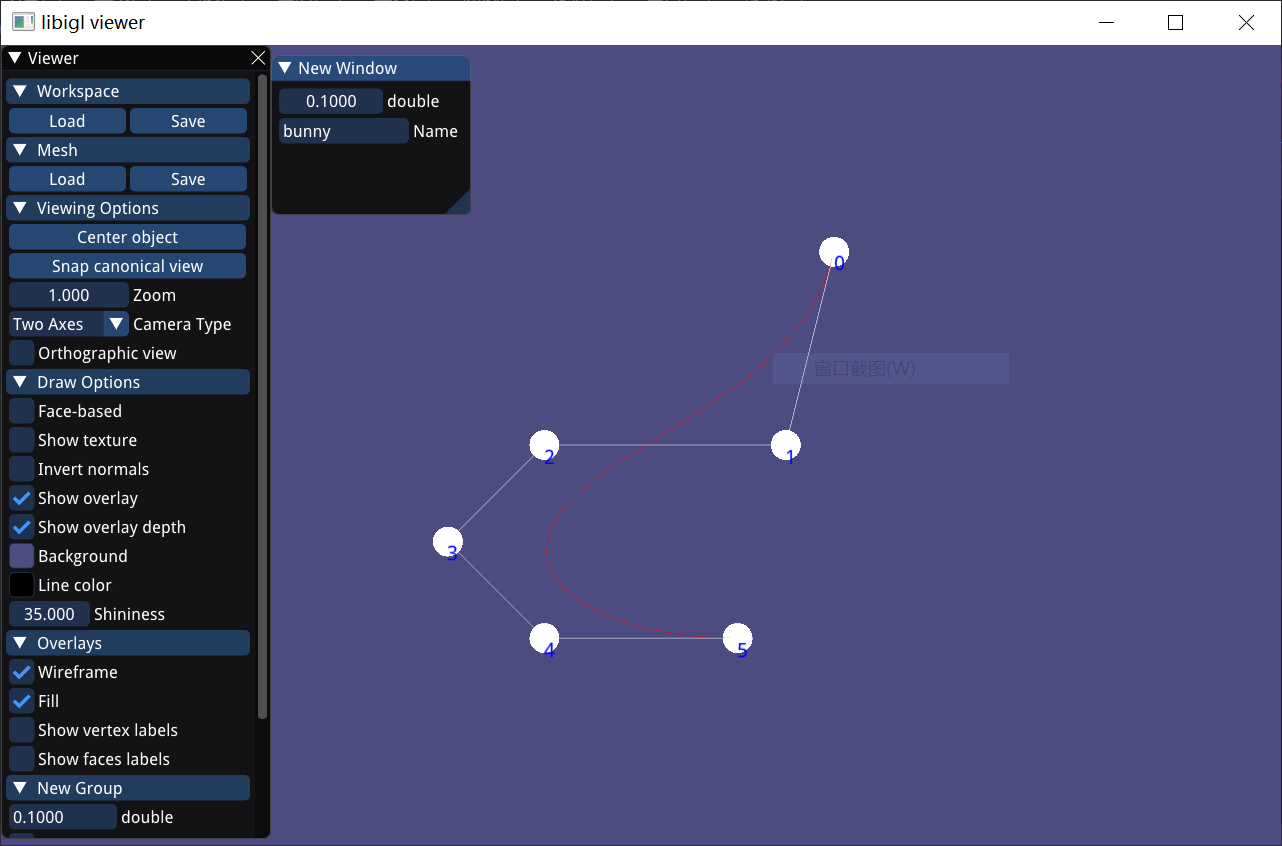 libigl viewer
Viewer
Workspace
Load Save
Mesh
Load Save
Viewing Options
Center object
Snap canonical view
1.000 Zoom
Two Axes Camera Type
Orthographic view
Draw Options
Face-based
Show texture
Invert normals
Show overlay
Show overlay depth
Background
Line color
35.000 Shininess
Overlays
Wireframe
Fill
Show vertex labels
Show faces labels
New Group
0.1000 double
New Window
0.1000 double
bunny Name
0
窗口截图(W)
2 1
3
4 5